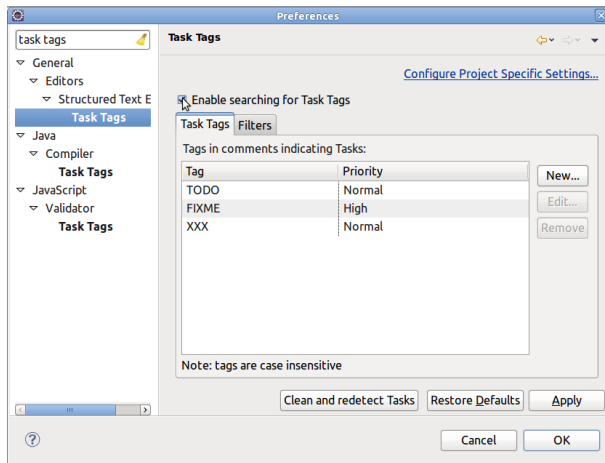 Preferences
task tags
General
Editors
Structured Text E
Task Tags
Java
Compiler
Task Tags
JavaScript
Validator
Task Tags
Task Tags
Configure Project Specific Settings...
Enable searching for Task Tags
Task Tags Filters
Tags in comments indicating Tasks:
Tag Priority
TODO Normal
FIXME High
XXX Normal
New...
Edit...
Remove
Note: tags are case insensitive
Clean and redetect Tasks Restore Defaults Apply
? Cancel OK